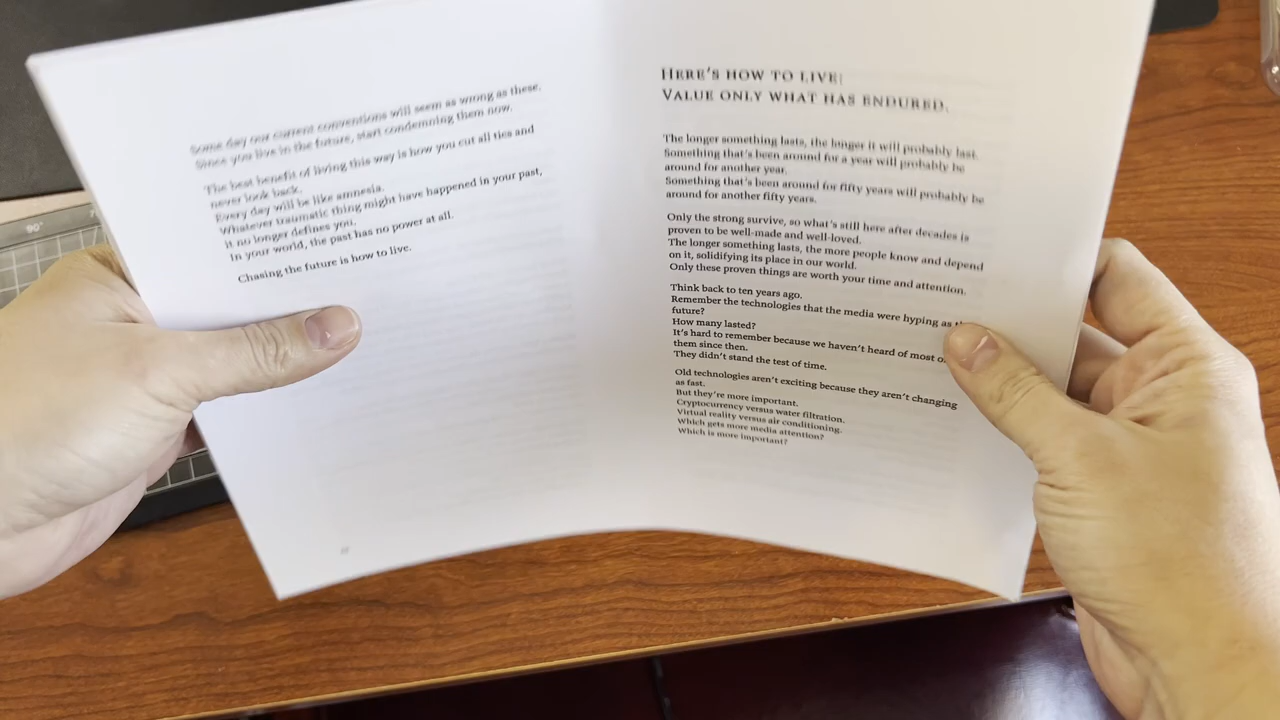 Some day our current conventions will seem as wrong as these.
Since you live in the future, start condemning them now.
The best benefit of living this way is how you cut all ties and
never look back.
Every day will be like amnesia.
Whatever traumatic thing might have happened in your past,
it no longer defines you.
In your world, the past has no power at all.
Chasing the future is how to live.
HERE'S HOW TO LIVE:
VALUE ONLY WHAT HAS ENDURED.
The longer something lasts, the longer it will probably last.
Something that's been around for a year will probably be
around for another year.
Something that's been around for fifty years will probably be
around for another fifty years.
Only the strong survive, so what's still here after decades is
proven to be well-made and well-loved.
The longer something lasts, the more people know and depend
on it, solidifying its place in our world.
Only these proven things are worth your time and attention.
Think back to ten years ago.
Remember the technologies that the media were hyping as
future?
How many lasted?
It's hard to remember because we haven't heard of most
them since then.
They didn't stand the test of time.
Old technologies aren't exciting because they aren't changing
as fast.
But they're more important.
Cryptocurrency versus water filtration.
Virtual reality versus air conditioning.
Which gets more media attention?
Which is more important?
90°